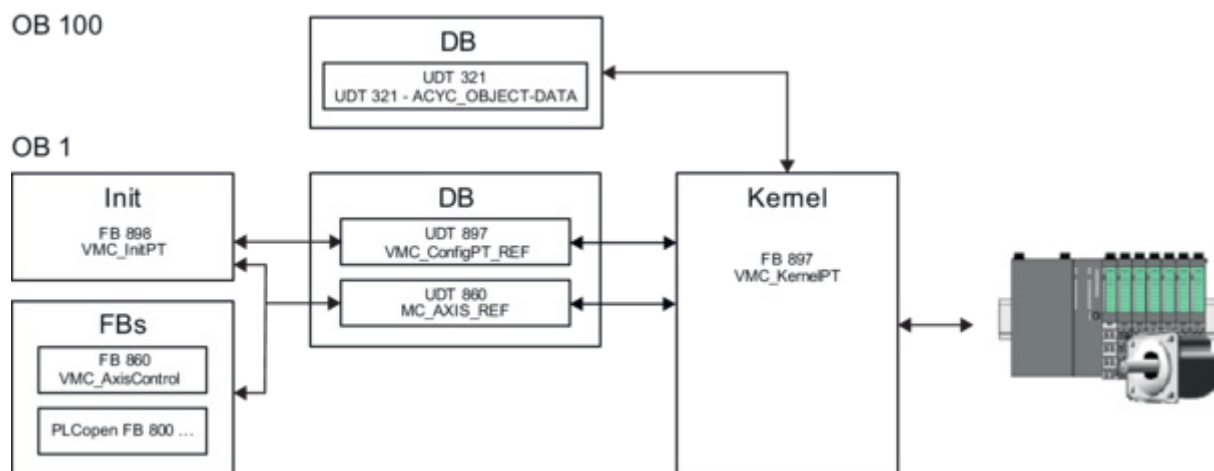 OB 100
DB
UDT 321
UDT 321 - ACYC_OBJECT-DATA
OB 1
Init
FB 898
VMC_InitPT
DB
UDT 897
VMC_ConfigPT_REF
UDT 860
MC_AXIS_REF
Kernel
FB 897
VMC_KernelPT
FBs
FB 860
VMC_AxisControl
PLCopen FB 800 ...